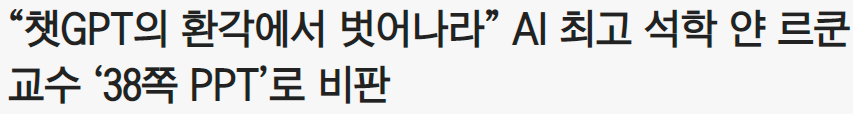 “챗GPT의 환각에서 벗어나라” AI 최고 석학 얀 르쿤
교수 ‘38쪽 PPT’로 비판